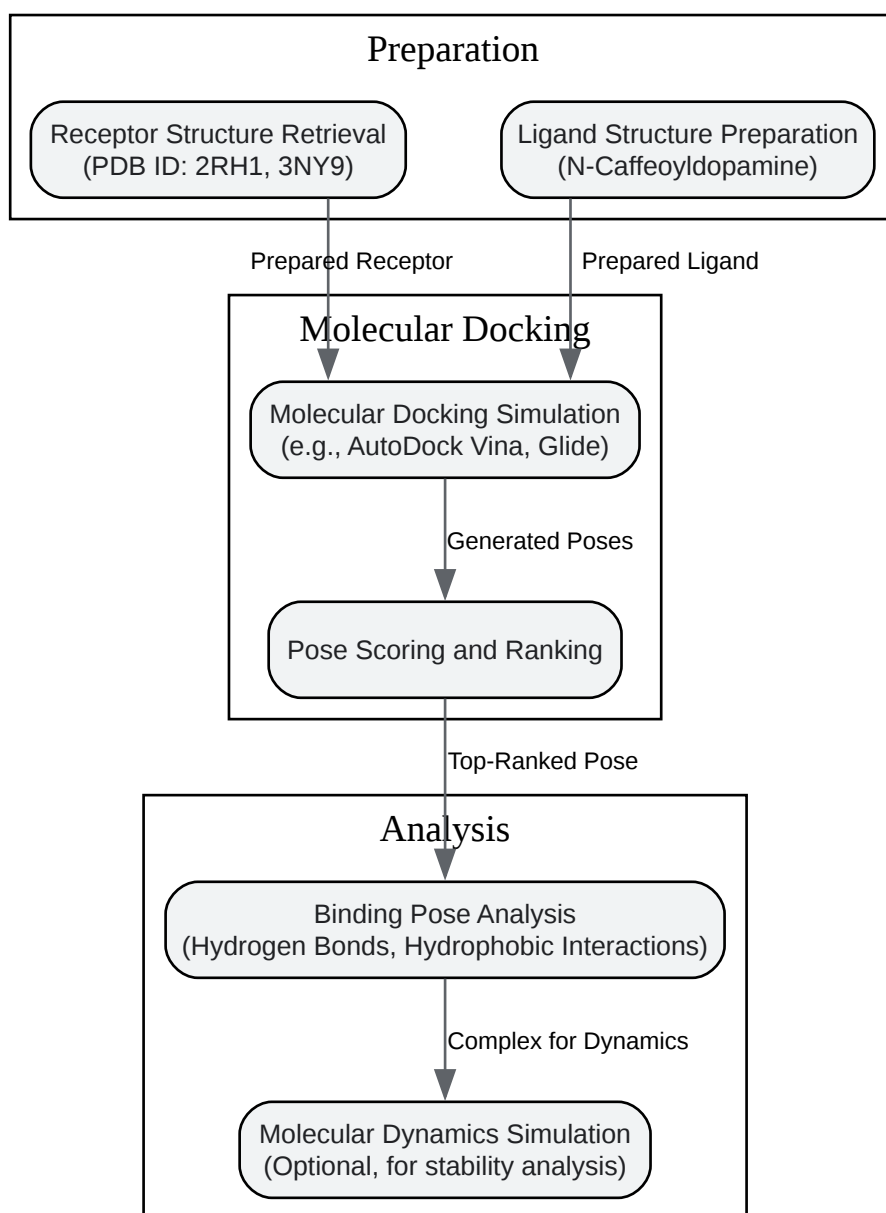 Preparation
Receptor Structure Retrieval
(PDB ID: 2RH1, 3NY9)
Ligand Structure Preparation
(N-Caffeoyldopamine)
Prepared Receptor
Prepared Ligand
Molecular Docking
Molecular Docking Simulation
(e.g., AutoDock Vina, Glide)
Generated Poses
Pose Scoring and Ranking
Top-Ranked Pose
Analysis
Binding Pose Analysis
(Hydrogen Bonds, Hydrophobic Interactions)
Complex for Dynamics
Molecular Dynamics Simulation
(Optional, for stability analysis)